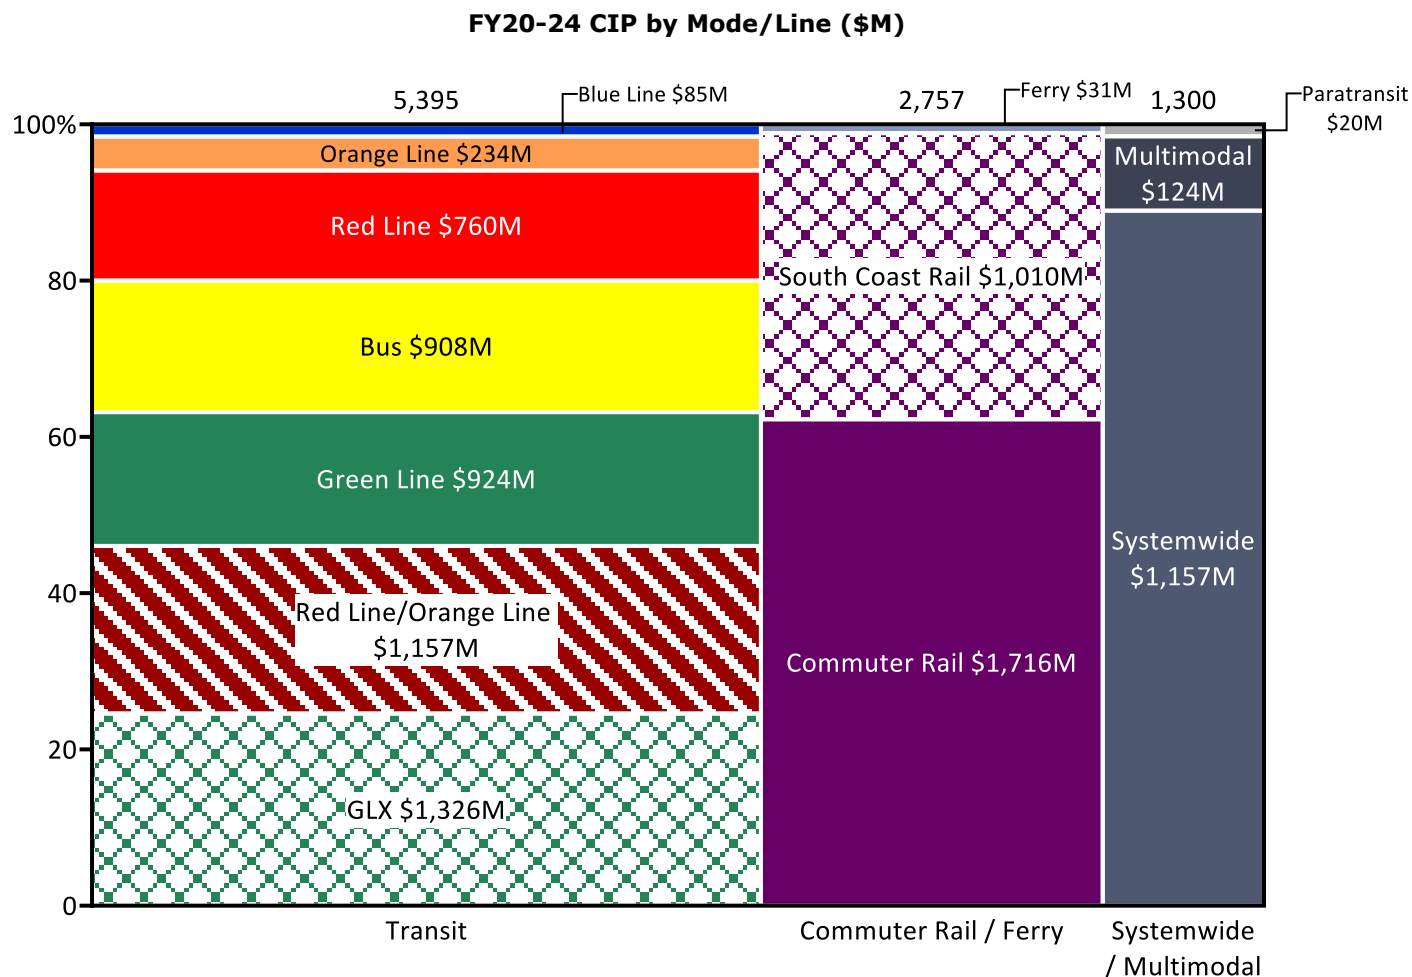 FY20-24 CIP by Mode/Line ($M)
5,395
Blue Line $85M
2,757
Ferry $31M
1,300
Paratransit
$20M
100%
Orange Line $234M
Multimodal
$124M
Red Line $760M
South Coast Rail $1,010M
80
Bus $908M
60
Green Line $924M
Systemwide
$1,157M
40
Red Line/Orange Line
$1,157M
Commuter Rail $1,716M
20
GLX $1,326M
0
Transit
Commuter Rail / Ferry
Systemwide
/ Multimodal